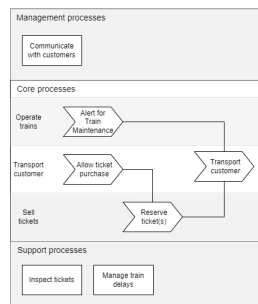 Management processes
Communicate
with customers
Core processes
Operate
trains
Alert for
Train
Maintenance
Transport
customer
Allow ticket
purchase
Transport
customer
Sell
tickets
Reserve
ticket(s)
Support processes
Inspect tickets
Manage train
delays